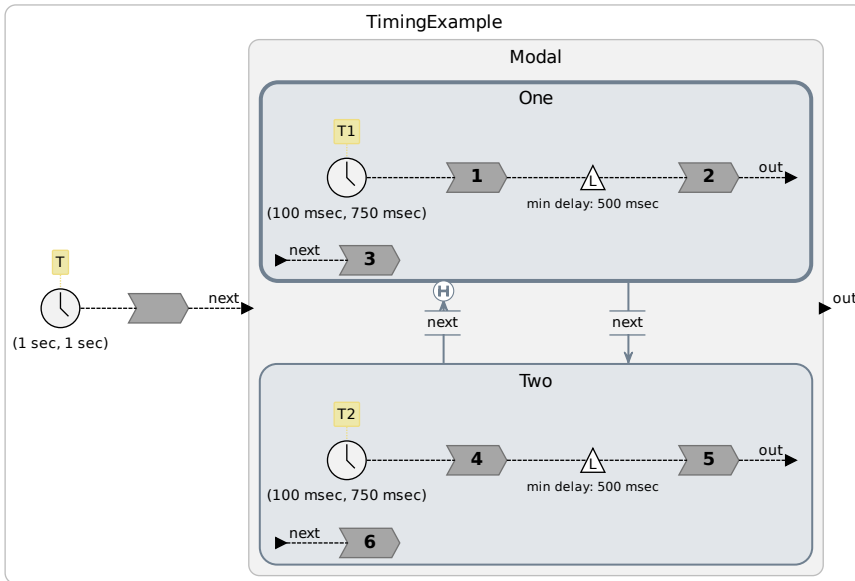 TimingExample
Modal
One
T1
1
2
out
(100 msec, 750 msec)
L
min delay: 500 msec
next
3
T
next
(1 sec, 1 sec)
H
next
next
out
Two
T2
4
5
out
(100 msec, 750 msec)
L
min delay: 500 msec
next
6